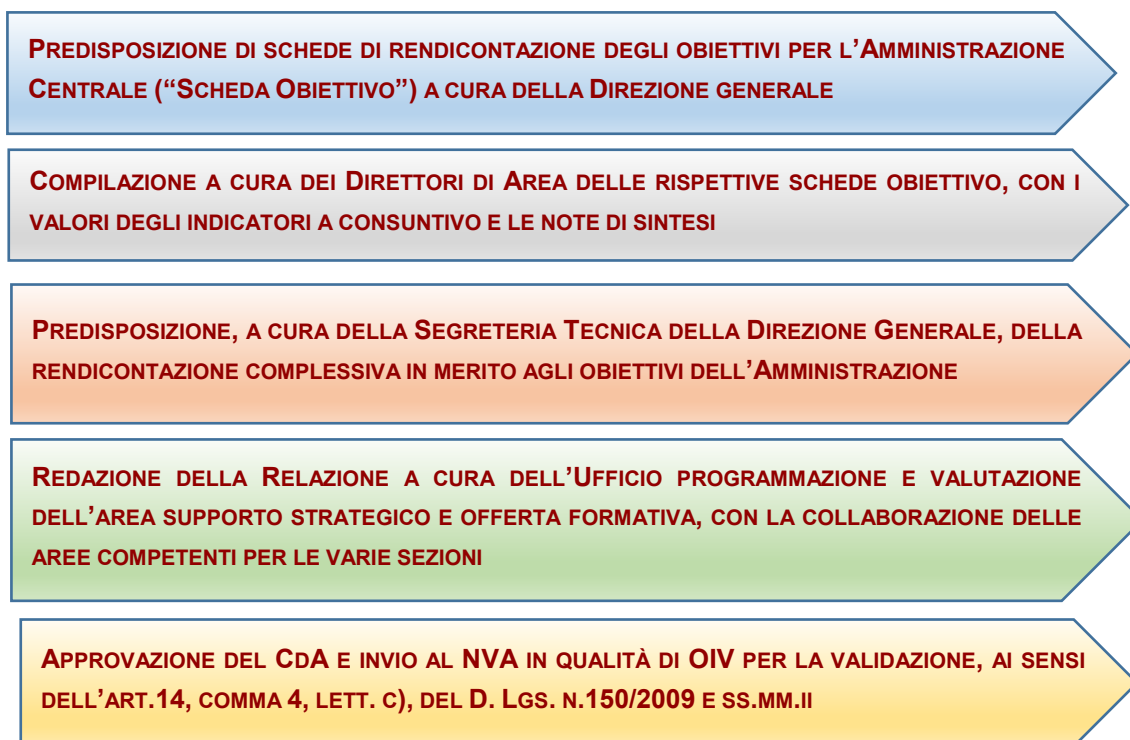 PREDISPOSIZIONE DI SCHEDE DI RENDICONTAZIONE DEGLI OBIETTIVI PER L'AMMINISTRAZIONE
CENTRALE (“SCHEDA OBIETTIVO”) A CURA DELLA DIREZIONE GENERALE
COMPILAZIONE A CURA DEI DIRETTORI DI AREA DELLE RISPETTIVE SCHEDE OBIETTIVO, CON I
VALORI DEGLI INDICATORI A CONSUNTIVO E LE NOTE DI SINTESI
PREDISPOSIZIONE, A CURA DELLA SEGRETERIA TECNICA DELLA DIREZIONE GENERALE, DELLA
RENDICONTAZIONE COMPLESSIVA IN MERITO AGLI OBIETTIVI DELL'AMMINISTRAZIONE
REDAZIONE DELLA RELAZIONE A CURA DELL'UFFICIO PROGRAMMAZIONE E VALUTAZIONE
DELL'AREA SUPPORTO STRATEGICO E OFFERTA FORMATIVA, CON LA COLLABORAZIONE DELLE
AREE COMPETENTI PER LE VARIE SEZIONI
APPROVAZIONE DEL CDA E INVIO AL NVA IN QUALITÀ DI OIV PER LA VALIDAZIONE, AI SENSI
DELL'ART.14, COMMA 4, LETT. C), DEL D. LGS. N.150/2009 E SS.MM.II